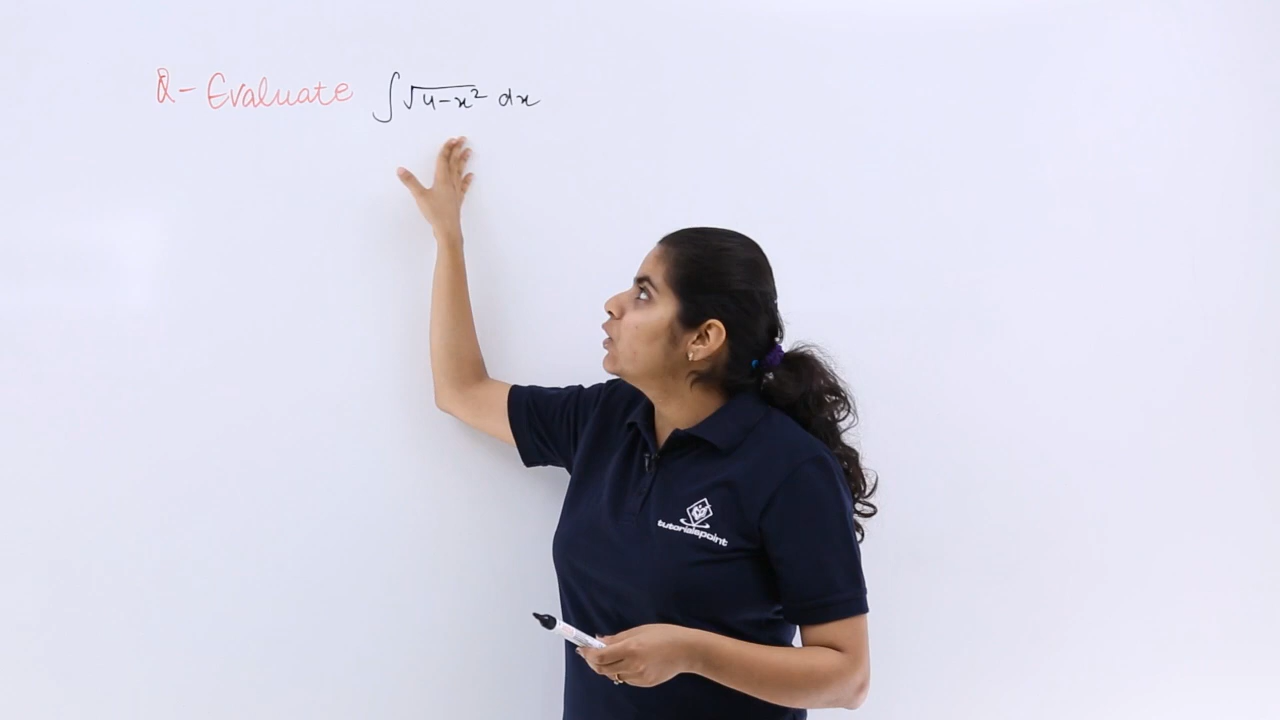 Q- Evaluate ∫√4-x² dx
tutorialspoint